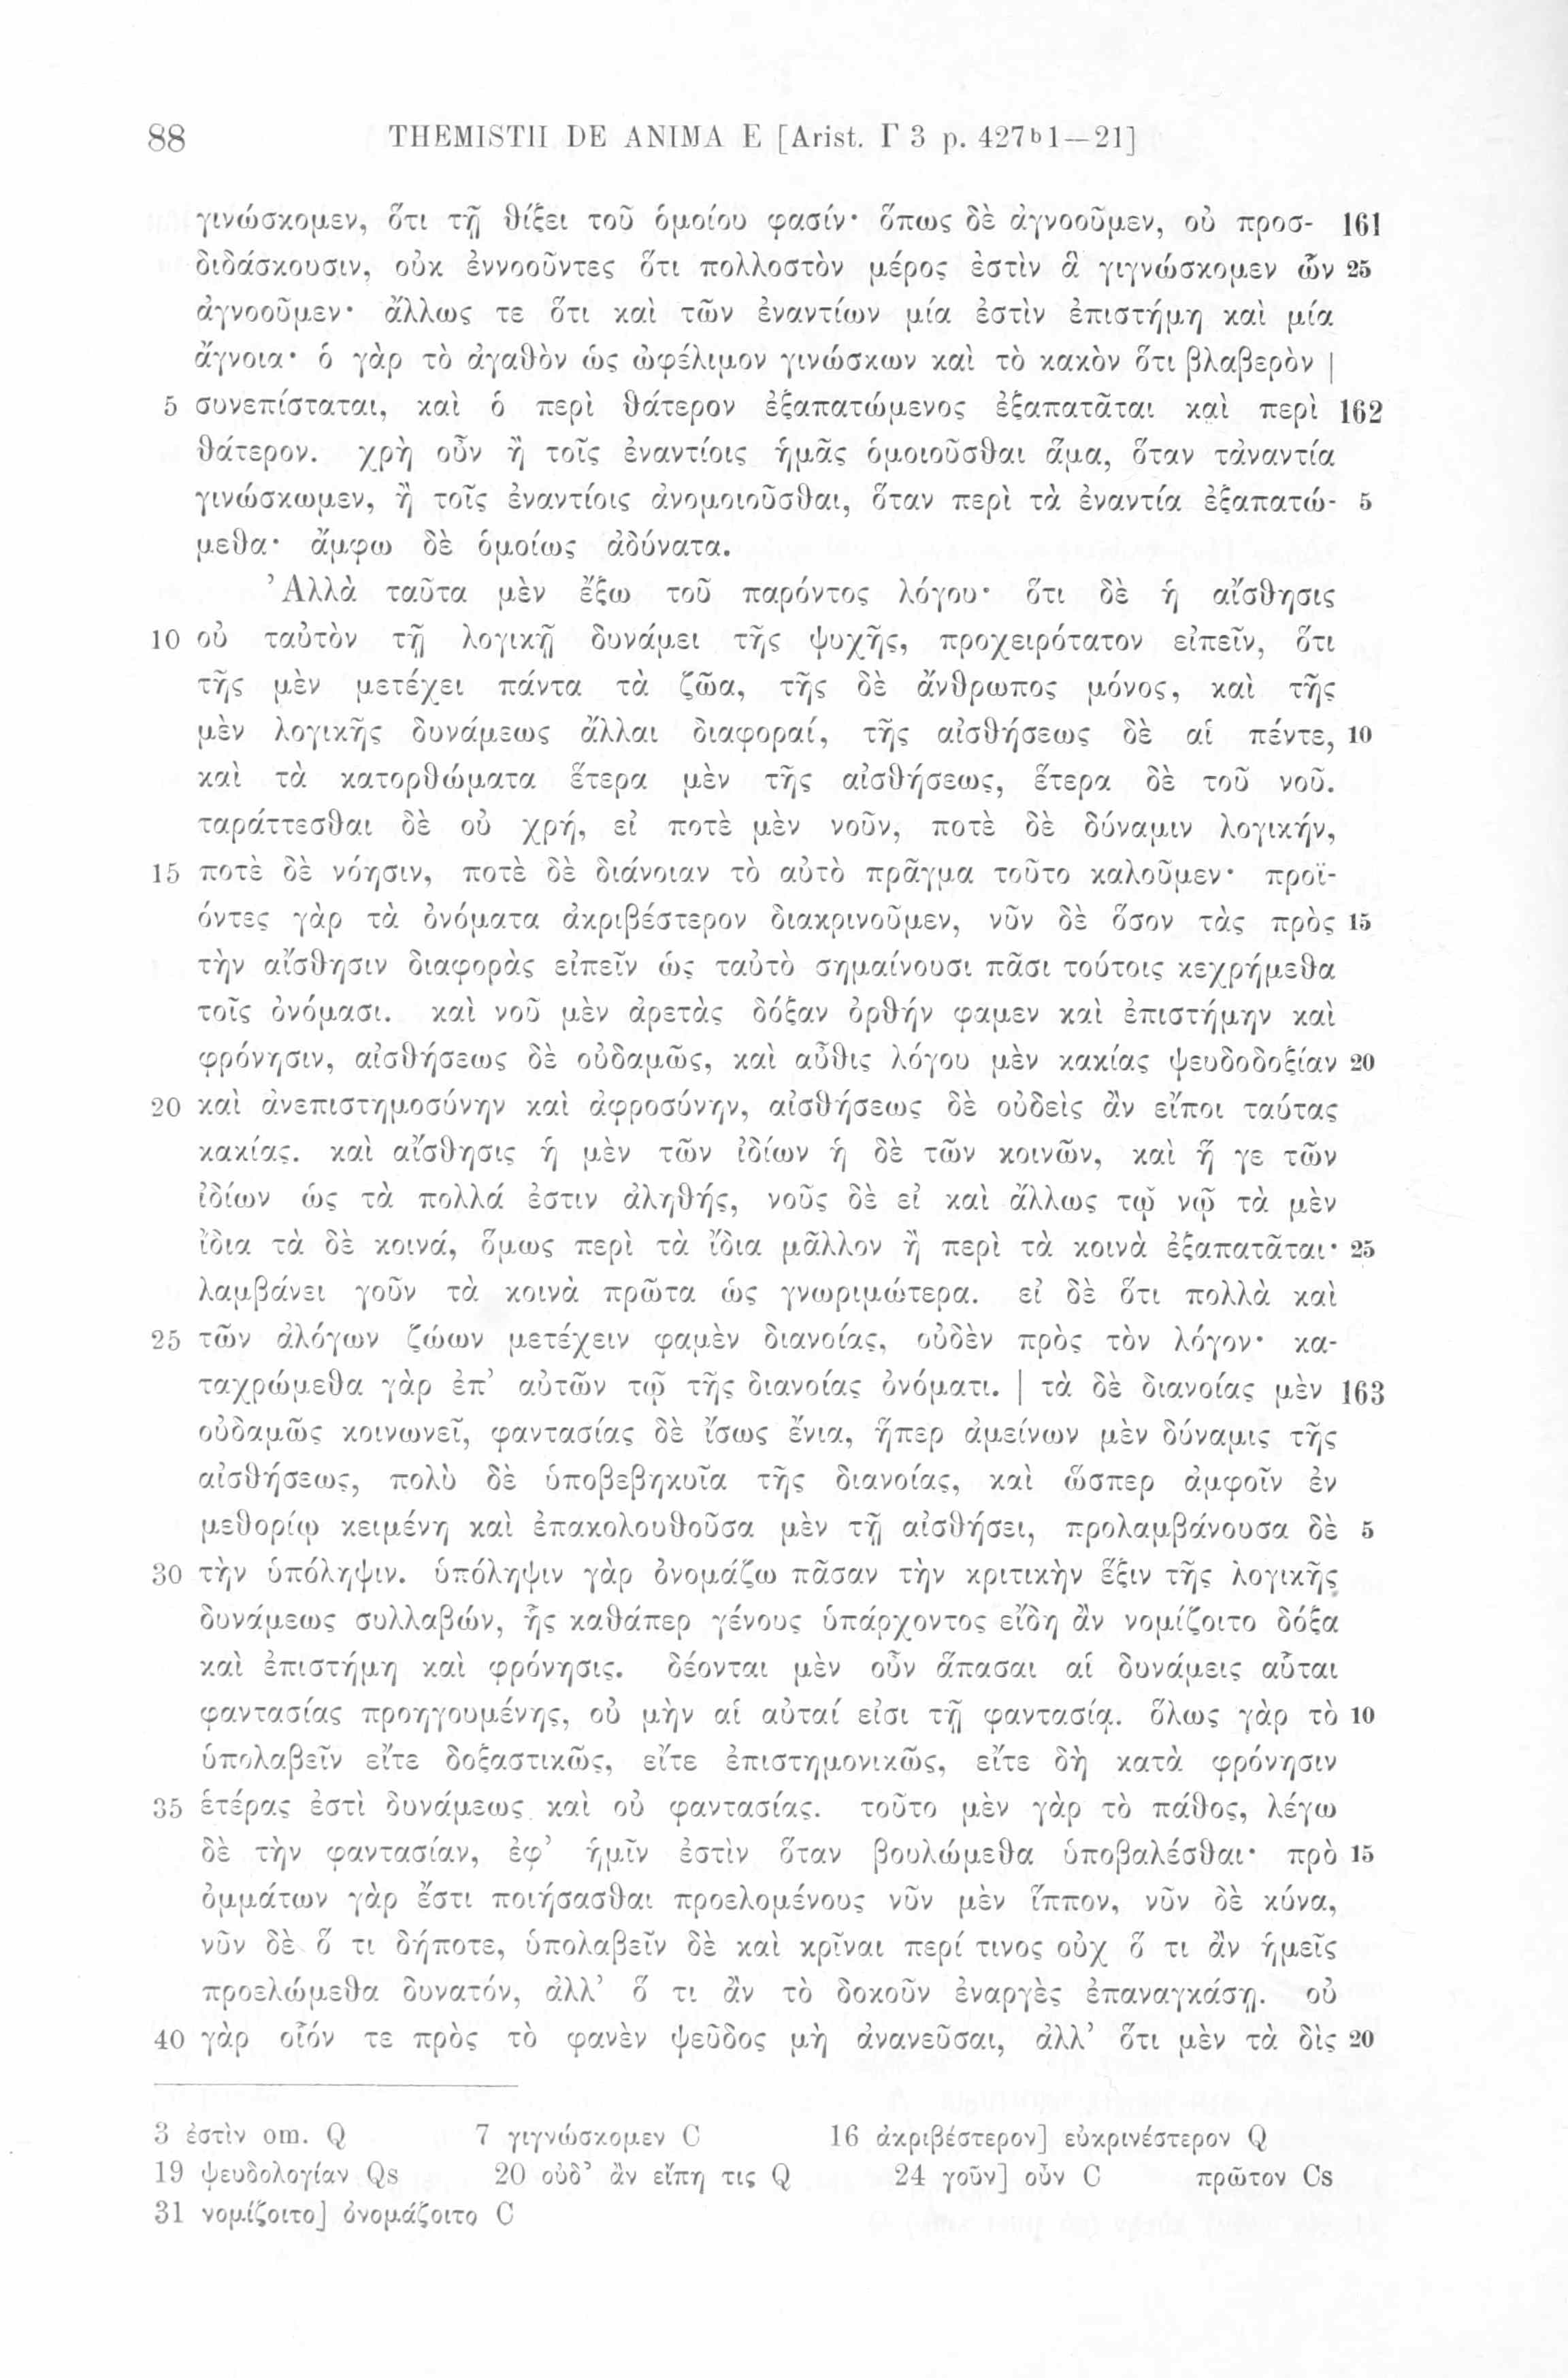 88 THEMISTII DE ANIMA E [Arist. Γ 3 p. 427b1—21]
γινώσκομεν, ὅτι τῇ θίξει τοῦ ὁμοίου φασίν· ὅπως δὲ ἀγνοοῦμεν, οὐ προσ- 161
διδάσκουσιν, οὐκ ἐννοοῦντες ὅτι πολλοστὸν μέρος ἐστὶν ἃ γιγνώσκομεν ὧν 25
ἀγνοοῦμεν· ἄλλως τε ὅτι καὶ τῶν ἐναντίων μία ἐστὶν ἐπιστήμη καὶ μία
ἄγνοια· ὁ γὰρ τὸ ἀγαθὸν ὡς ὠφέλιμον γινώσκων καὶ τὸ κακὸν ὅτι βλαβερὸν |
5 συνεπίσταται, καὶ ὁ περὶ θάτερον ἐξαπατώμενος ἐξαπατᾶται καὶ περὶ 162
θάτερον. χρὴ οὖν ἢ τοῖς ἐναντίοις ἡμᾶς ὁμοιοῦσθαι ἅμα, ὅταν τἀναντία
γινώσκωμεν, ἢ τοῖς ἐναντίοις ἀνομοιοῦσθαι, ὅταν περὶ τὰ ἐναντία ἐξαπατώ- 5
μεθα· ἄμφω δὲ ὁμοίως ἀδύνατα.
Ἀλλὰ ταῦτα μὲν ἔξω τοῦ παρόντος λόγου· ὅτι δὲ ἡ αἴσθησις
10 οὐ ταὐτὸν τῇ λογικῇ δυνάμει τῆς ψυχῆς, προχειρότατον εἰπεῖν, ὅτι
τῆς μὲν μετέχει πάντα τὰ ζῶα, τῆς δὲ ἄνθρωπος μόνος, καὶ τῆς
μὲν λογικῆς δυνάμεως ἄλλαι διαφοραί, τῆς αἰσθήσεως δὲ αἱ πέντε, 10
καὶ τὰ κατορθώματα ἕτερα μὲν τῆς αἰσθήσεως, ἕτερα δὲ τοῦ νοῦ.
ταράττεσθαι δὲ οὐ χρή, εἰ ποτὲ μὲν νοῦν, ποτὲ δὲ δύναμιν λογικήν,
15 ποτὲ δὲ νόησιν, ποτὲ δὲ διάνοιαν τὸ αὐτὸ πρᾶγμα τοῦτο καλοῦμεν· προϊ-
όντες γὰρ τὰ ὀνόματα ἀκριβέστερον διακρινοῦμεν, νῦν δὲ ὅσον τὰς πρὸς 15
τὴν αἴσθησιν διαφορὰς εἰπεῖν ὡς ταὐτὸ σημαίνουσι πᾶσι τούτοις κεχρήμεθα
τοῖς ὀνόμασι. καὶ νοῦ μὲν ἀρετὰς δόξαν ὀρθήν φαμεν καὶ ἐπιστήμην καὶ
φρόνησιν, αἰσθήσεως δὲ οὐδαμῶς, καὶ αὖθις λόγου μὲν κακίας ψευδοδοξίαν 20
20 καὶ ἀνεπιστημοσύνην καὶ ἀφροσύνην, αἰσθήσεως δὲ οὐδεὶς ἂν εἴποι ταύτας
κακίας. καὶ αἴσθησις ἡ μὲν τῶν ἰδίων ἡ δὲ τῶν κοινῶν, καὶ ἥ γε τῶν
ἰδίων ὡς τὰ πολλά ἐστιν ἀληθής, νοῦς δὲ εἰ καὶ ἄλλως τῷ νῷ τὰ μὲν
ἴδια τὰ δὲ κοινά, ὅμως περὶ τὰ ἴδια μᾶλλον ἢ περὶ τὰ κοινὰ ἐξαπατᾶται· 25
λαμβάνει γοῦν τὰ κοινὰ πρῶτα ὡς γνωριμώτερα. εἰ δὲ ὅτι πολλὰ καὶ
25 τῶν ἀλόγων ζώων μετέχειν φαμὲν διανοίας, οὐδὲν πρὸς τὸν λόγον· κα-
ταχρώμεθα γὰρ ἐπ’ αὐτῶν τῷ τῆς διανοίας ὀνόματι. | τὰ δὲ διανοίας μὲν 163
οὐδαμῶς κοινωνεῖ, φαντασίας δὲ ἴσως ἔνια, ἥπερ ἀμείνων μὲν δύναμις τῆς
αἰσθήσεως, πολὺ δὲ ὑποβεβηκυῖα τῆς διανοίας, καὶ ὥσπερ ἀμφοῖν ἐν
μεθορίῳ κειμένη καὶ ἐπακολουθοῦσα μὲν τῇ αἰσθήσει, προλαμβάνουσα δὲ 5
30 τὴν ὑπόληψιν. ὑπόληψιν γὰρ ὀνομάζω πᾶσαν τὴν κριτικὴν ἕξιν τῆς λογικῆς
δυνάμεως συλλαβών, ἧς καθάπερ γένους ὑπάρχοντος εἴδη ἂν νομίζοιτο δόξα
καὶ ἐπιστήμη καὶ φρόνησις. δέονται μὲν οὖν ἅπασαι αἱ δυνάμεις αὗται
φαντασίας προηγουμένης, οὐ μὴν αἱ αὐταί εἰσι τῇ φαντασίᾳ. ὅλως γὰρ τὸ 10
ὑπολαβεῖν εἴτε δοξαστικῶς, εἴτε ἐπιστημονικῶς, εἴτε δὴ κατὰ φρόνησιν
35 ἑτέρας ἐστὶ δυνάμεως καὶ οὐ φαντασίας. τοῦτο μὲν γὰρ τὸ πάθος, λέγω
δὲ τὴν φαντασίαν, ἐφ’ ἡμῖν ἐστὶν ὅταν βουλώμεθα ὑποβαλέσθαι· πρὸ 15
ὀμμάτων γὰρ ἔστι ποιήσασθαι προελομένους νῦν μὲν ἵππον, νῦν δὲ κύνα,
νῦν δὲ ὅ τι δήποτε, ὑπολαβεῖν δὲ καὶ κρῖναι περί τινος οὐχ ὅ τι ἂν ἡμεῖς
προελώμεθα δυνατόν, ἀλλ’ ὅ τι ἂν τὸ δοκοῦν ἐναργὲς ἐπαναγκάσῃ. οὐ
40 γὰρ οἷόν τε πρὸς τὸ φανὲν ψεῦδος μὴ ἀνανεῦσαι, ἀλλ’ ὅτι μὲν τὰ δὶς 20
3 ἐστὶν om. Q 7 γιγνώσκομεν C 16 ἀκριβέστερον] εὐκρινέστερον Q
19 ψευδολογίαν Qs 20 οὐδ’ ἂν εἴπῃ τις Q 24 γοῦν] οὖν C πρῶτον Cs
31 νομίζοιτο] ὀνομάζοιτο C